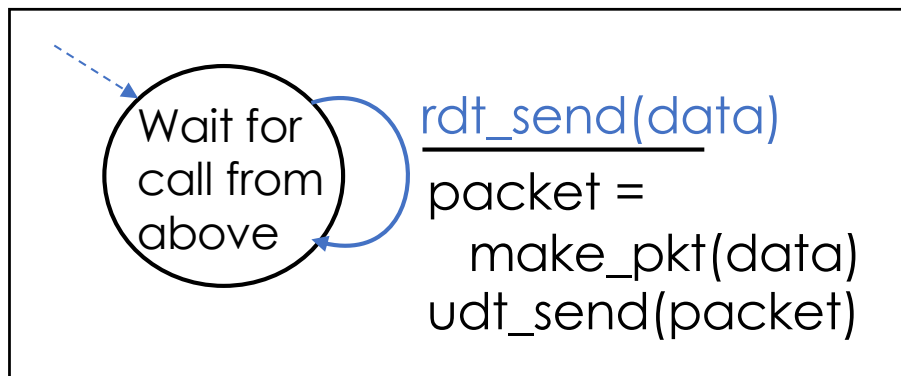 Wait for
call from
above
rdt_send(data)
packet =
make_pkt(data)
udt_send(packet)